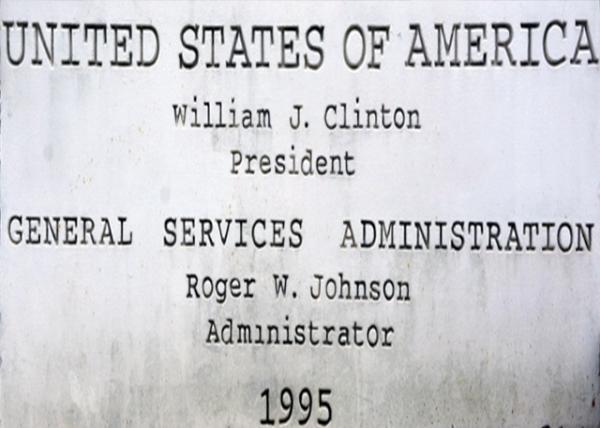 UNITED STATES OF AMERICA
William J. Clinton
President
GENERAL SERVICES ADMINISTRATION
Roger W. Johnson
Administrator
1995